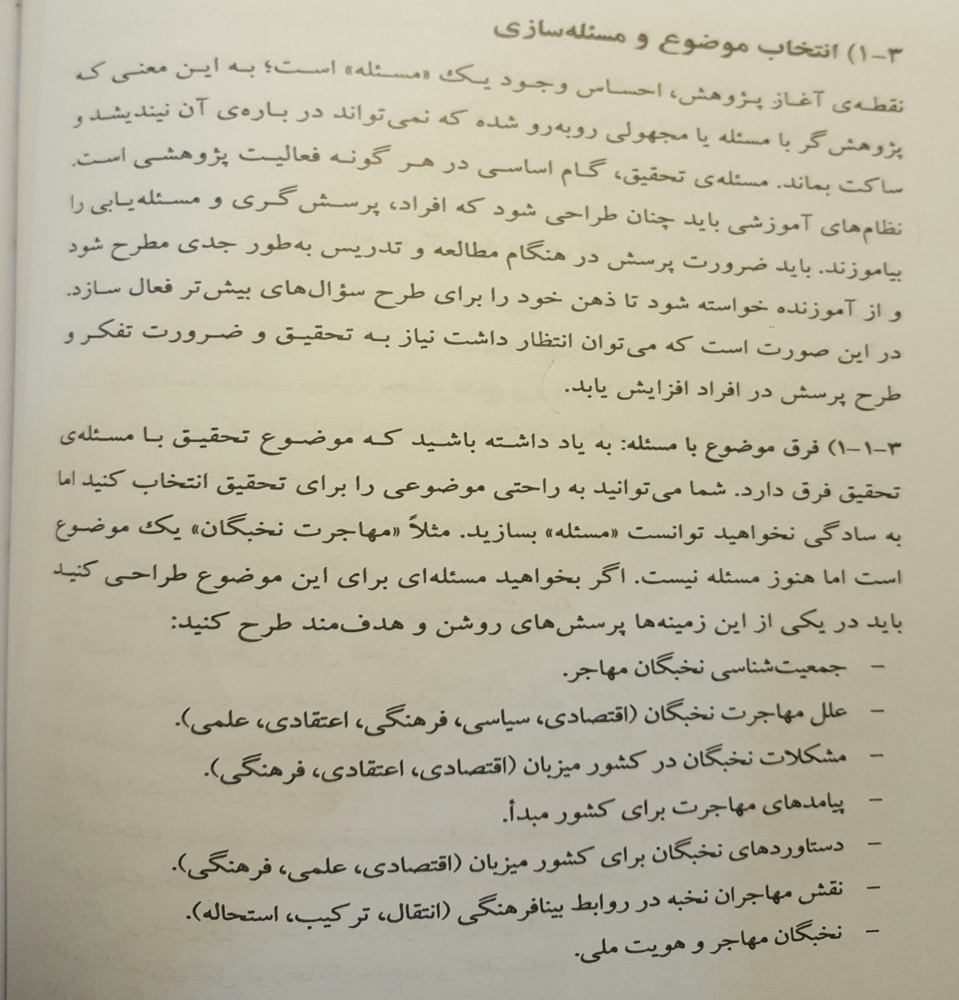 ۳-۱) انتخاب موضوع و مسئله‌سازی
نقطه‌ی آغاز پژوهش، احساس وجود یک «مسئله» است؛ به این معنی که
پژوهش‌گر با مسئله یا مجهولی روبه‌رو شده که نمی‌تواند در باره‌ی آن نیندیشد و
ساکت بماند. مسئله‌ی تحقیق، گام اساسی در هر گونه فعالیت پژوهشی است.
نظام‌های آموزشی باید چنان طراحی شود که افراد، پرسش‌گری و مسئله‌یابی را
بیاموزند. باید ضرورت پرسش در هنگام مطالعه و تدریس به‌طور جدی مطرح شود
و از آموزنده خواسته شود تا ذهن خود را برای طرح سؤال‌های بیش‌تر فعال سازد.
در این صورت است که می‌توان انتظار داشت نیاز به تحقیق و ضرورت تفکر و
طرح پرسش در افراد افزایش یابد.
۳-۱-۱) فرق موضوع با مسئله: به یاد داشته باشید که موضوع تحقیق با مسئله‌ی
تحقیق فرق دارد. شما می‌توانید به راحتی موضوعی را برای تحقیق انتخاب کنید اما
به سادگی نخواهید توانست «مسئله» بسازید. مثلاً «مهاجرت نخبگان» یک موضوع
است اما هنوز مسئله نیست. اگر بخواهید مسئله‌ای برای این موضوع طراحی کنید
باید در یکی از این زمینه‌ها پرسش‌های روشن و هدف‌مند طرح کنید:
- جمعیت‌شناسی نخبگان مهاجر.
- علل مهاجرت نخبگان (اقتصادی، سیاسی، فرهنگی، اعتقادی، علمی).
- مشکلات نخبگان در کشور میزبان (اقتصادی، اعتقادی، فرهنگی).
- پیامدهای مهاجرت برای کشور مبدأ.
- دستاوردهای نخبگان برای کشور میزبان (اقتصادی، علمی، فرهنگی).
- نقش مهاجران نخبه در روابط بینافرهنگی (انتقال، ترکیب، استحاله).
- نخبگان مهاجر و هویت ملی.